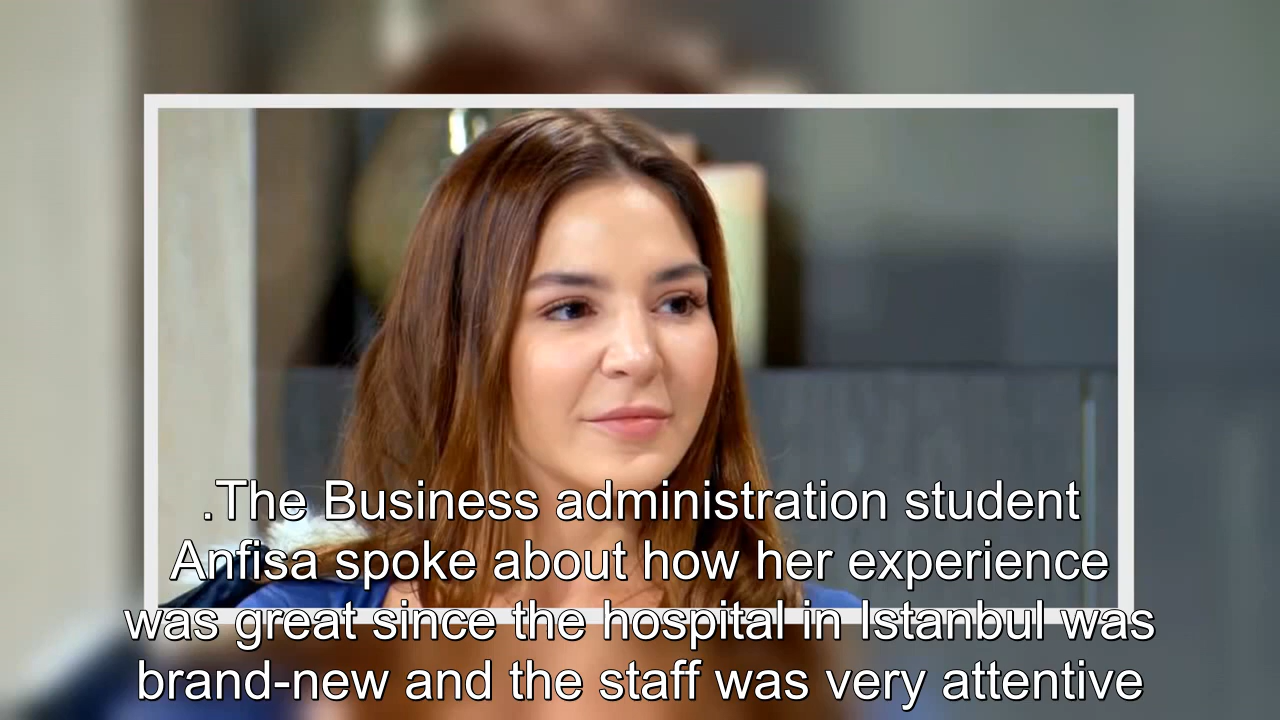 .The Business administration student
Anfisa spoke about how her experience
was great since the hospital in Istanbul was
brand-new and the staff was very attentive